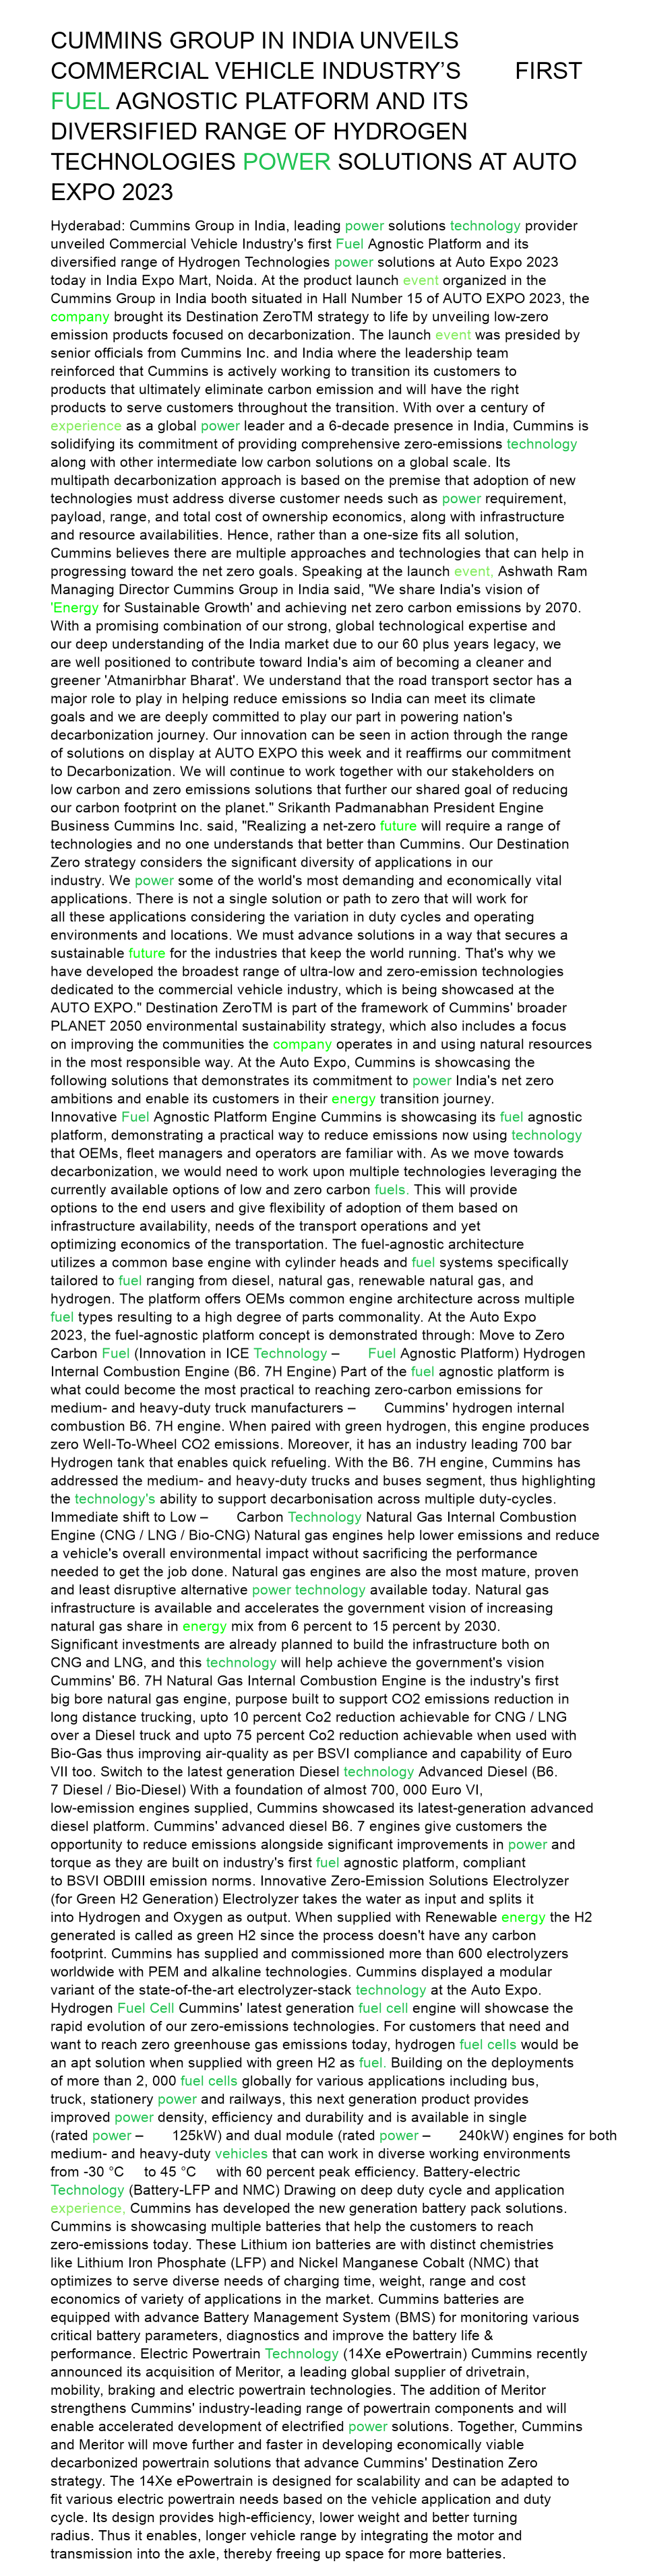 CUMMINS GROUP IN INDIA UNVEILS
COMMERCIAL VEHICLE INDUSTRY’S FIRST
FUEL AGNOSTIC PLATFORM AND ITS
DIVERSIFIED RANGE OF HYDROGEN
TECHNOLOGIES POWER SOLUTIONS AT AUTO
EXPO 2023
Hyderabad: Cummins Group in India, leading power solutions technology provider
unveiled Commercial Vehicle Industry's first Fuel Agnostic Platform and its
diversified range of Hydrogen Technologies power solutions at Auto Expo 2023
today in India Expo Mart, Noida. At the product launch event organized in the
Cummins Group in India booth situated in Hall Number 15 of AUTO EXPO 2023, the
company brought its Destination ZeroTM strategy to life by unveiling low-zero
emission products focused on decarbonization. The launch event was presided by
senior officials from Cummins Inc. and India where the leadership team
reinforced that Cummins is actively working to transition its customers to
products that ultimately eliminate carbon emission and will have the right
products to serve customers throughout the transition. With over a century of
experience as a global power leader and a 6-decade presence in India, Cummins is
solidifying its commitment of providing comprehensive zero-emissions technology
along with other intermediate low carbon solutions on a global scale. Its
multipath decarbonization approach is based on the premise that adoption of new
technologies must address diverse customer needs such as power requirement,
payload, range, and total cost of ownership economics, along with infrastructure
and resource availabilities. Hence, rather than a one-size fits all solution,
Cummins believes there are multiple approaches and technologies that can help in
progressing toward the net zero goals. Speaking at the launch event, Ashwath Ram
Managing Director Cummins Group in India said, "We share India's vision of
'Energy for Sustainable Growth' and achieving net zero carbon emissions by 2070.
With a promising combination of our strong, global technological expertise and
our deep understanding of the India market due to our 60 plus years legacy, we
are well positioned to contribute toward India's aim of becoming a cleaner and
greener 'Atmanirbhar Bharat'. We understand that the road transport sector has a
major role to play in helping reduce emissions so India can meet its climate
goals and we are deeply committed to play our part in powering nation's
decarbonization journey. Our innovation can be seen in action through the range
of solutions on display at AUTO EXPO this week and it reaffirms our commitment
to Decarbonization. We will continue to work together with our stakeholders on
low carbon and zero emissions solutions that further our shared goal of reducing
our carbon footprint on the planet." Srikanth Padmanabhan President Engine
Business Cummins Inc. said, "Realizing a net-zero future will require a range of
technologies and no one understands that better than Cummins. Our Destination
Zero strategy considers the significant diversity of applications in our
industry. We power some of the world's most demanding and economically vital
applications. There is not a single solution or path to zero that will work for
all these applications considering the variation in duty cycles and operating
environments and locations. We must advance solutions in a way that secures a
sustainable future for the industries that keep the world running. That's why we
have developed the broadest range of ultra-low and zero-emission technologies
dedicated to the commercial vehicle industry, which is being showcased at the
AUTO EXPO." Destination ZeroTM is part of the framework of Cummins' broader
PLANET 2050 environmental sustainability strategy, which also includes a focus
on improving the communities the company operates in and using natural resources
in the most responsible way. At the Auto Expo, Cummins is showcasing the
following solutions that demonstrates its commitment to power India's net zero
ambitions and enable its customers in their energy transition journey.
Innovative Fuel Agnostic Platform Engine Cummins is showcasing its fuel agnostic
platform, demonstrating a practical way to reduce emissions now using technology
that OEMs, fleet managers and operators are familiar with. As we move towards
decarbonization, we would need to work upon multiple technologies leveraging the
currently available options of low and zero carbon fuels. This will provide
options to the end users and give flexibility of adoption of them based on
infrastructure availability, needs of the transport operations and yet
optimizing economics of the transportation. The fuel-agnostic architecture
utilizes a common base engine with cylinder heads and fuel systems specifically
tailored to fuel ranging from diesel, natural gas, renewable natural gas, and
hydrogen. The platform offers OEMs common engine architecture across multiple
fuel types resulting to a high degree of parts commonality. At the Auto Expo
2023, the fuel-agnostic platform concept is demonstrated through: Move to Zero
Carbon Fuel (Innovation in ICE Technology – Fuel Agnostic Platform) Hydrogen
Internal Combustion Engine (B6. 7H Engine) Part of the fuel agnostic platform is
what could become the most practical to reaching zero-carbon emissions for
medium- and heavy-duty truck manufacturers – Cummins' hydrogen internal
combustion B6. 7H engine. When paired with green hydrogen, this engine produces
zero Well-To-Wheel CO2 emissions. Moreover, it has an industry leading 700 bar
Hydrogen tank that enables quick refueling. With the B6. 7H engine, Cummins has
addressed the medium- and heavy-duty trucks and buses segment, thus highlighting
the technology's ability to support decarbonisation across multiple duty-cycles.
Immediate shift to Low – Carbon Technology Natural Gas Internal Combustion
Engine (CNG / LNG / Bio-CNG) Natural gas engines help lower emissions and reduce
a vehicle's overall environmental impact without sacrificing the performance
needed to get the job done. Natural gas engines are also the most mature, proven
and least disruptive alternative power technology available today. Natural gas
infrastructure is available and accelerates the government vision of increasing
natural gas share in energy mix from 6 percent to 15 percent by 2030.
Significant investments are already planned to build the infrastructure both on
CNG and LNG, and this technology will help achieve the government's vision
Cummins' B6. 7H Natural Gas Internal Combustion Engine is the industry's first
big bore natural gas engine, purpose built to support CO2 emissions reduction in
long distance trucking, upto 10 percent Co2 reduction achievable for CNG / LNG
over a Diesel truck and upto 75 percent Co2 reduction achievable when used with
Bio-Gas thus improving air-quality as per BSVI compliance and capability of Euro
VII too. Switch to the latest generation Diesel technology Advanced Diesel (B6.
7 Diesel / Bio-Diesel) With a foundation of almost 700, 000 Euro VI,
low-emission engines supplied, Cummins showcased its latest-generation advanced
diesel platform. Cummins' advanced diesel B6. 7 engines give customers the
opportunity to reduce emissions alongside significant improvements in power and
torque as they are built on industry's first fuel agnostic platform, compliant
to BSVI OBDIII emission norms. Innovative Zero-Emission Solutions Electrolyzer
(for Green H2 Generation) Electrolyzer takes the water as input and splits it
into Hydrogen and Oxygen as output. When supplied with Renewable energy the H2
generated is called as green H2 since the process doesn't have any carbon
footprint. Cummins has supplied and commissioned more than 600 electrolyzers
worldwide with PEM and alkaline technologies. Cummins displayed a modular
variant of the state-of-the-art electrolyzer-stack technology at the Auto Expo.
Hydrogen Fuel Cell Cummins' latest generation fuel cell engine will showcase the
rapid evolution of our zero-emissions technologies. For customers that need and
want to reach zero greenhouse gas emissions today, hydrogen fuel cells would be
an apt solution when supplied with green H2 as fuel. Building on the deployments
of more than 2, 000 fuel cells globally for various applications including bus,
truck, stationery power and railways, this next generation product provides
improved power density, efficiency and durability and is available in single
(rated power – 125kW) and dual module (rated power – 240kW) engines for both
medium- and heavy-duty vehicles that can work in diverse working environments
from -30 °C to 45 °C with 60 percent peak efficiency. Battery-electric
Technology (Battery-LFP and NMC) Drawing on deep duty cycle and application
experience, Cummins has developed the new generation battery pack solutions.
Cummins is showcasing multiple batteries that help the customers to reach
zero-emissions today. These Lithium ion batteries are with distinct chemistries
like Lithium Iron Phosphate (LFP) and Nickel Manganese Cobalt (NMC) that
optimizes to serve diverse needs of charging time, weight, range and cost
economics of variety of applications in the market. Cummins batteries are
equipped with advance Battery Management System (BMS) for monitoring various
critical battery parameters, diagnostics and improve the battery life &
performance. Electric Powertrain Technology (14Xe ePowertrain) Cummins recently
announced its acquisition of Meritor, a leading global supplier of drivetrain,
mobility, braking and electric powertrain technologies. The addition of Meritor
strengthens Cummins' industry-leading range of powertrain components and will
enable accelerated development of electrified power solutions. Together, Cummins
and Meritor will move further and faster in developing economically viable
decarbonized powertrain solutions that advance Cummins' Destination Zero
strategy. The 14Xe ePowertrain is designed for scalability and can be adapted to
fit various electric powertrain needs based on the vehicle application and duty
cycle. Its design provides high-efficiency, lower weight and better turning
radius. Thus it enables, longer vehicle range by integrating the motor and
transmission into the axle, thereby freeing up space for more batteries.